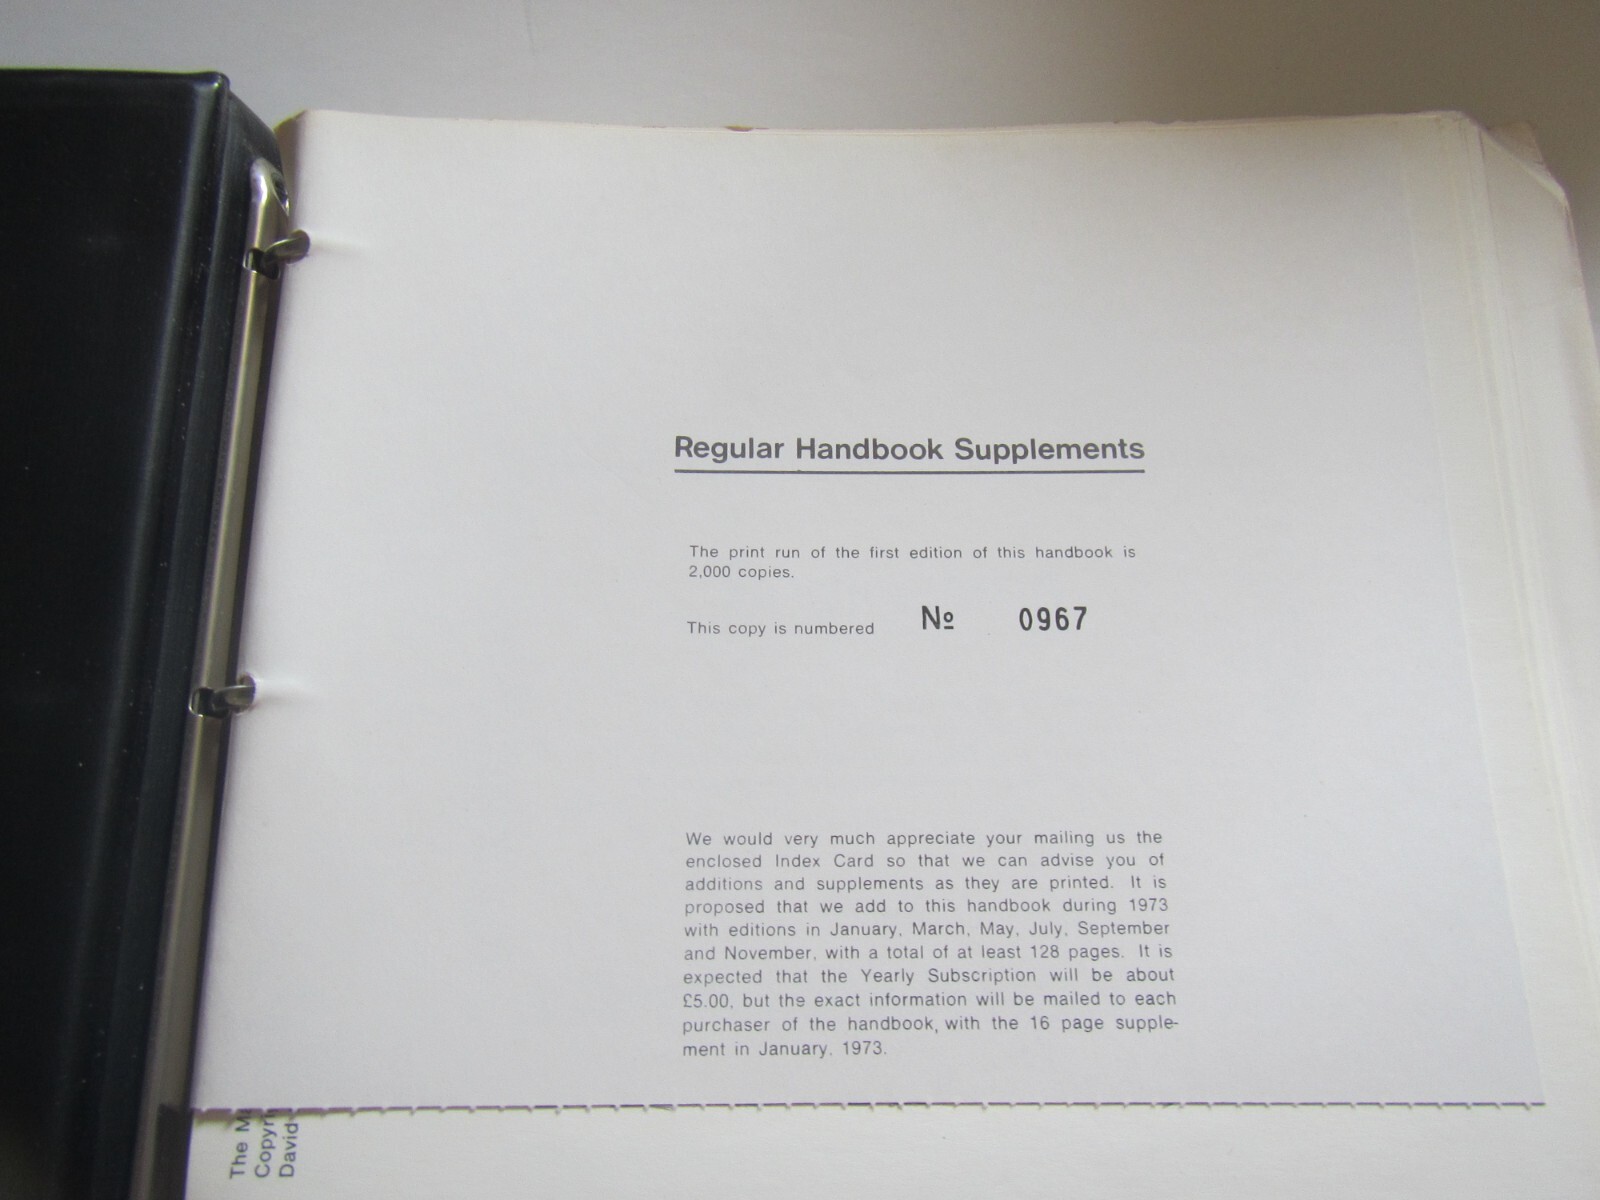 Regular Handbook Supplements
The print run of the first edition of this handbook is
2,000 copies.
This copy is numbered № 0967
We would very much appreciate your mailing us the
enclosed Index Card so that we can advise you of
additions and supplements as they are printed. It is
proposed that we add to this handbook during 1973
with editions in January, March, May, July, September
and November, with a total of at least 128 pages. It is
expected that the Yearly Subscription will be about
£5.00, but the exact information will be mailed to each
purchaser of the handbook, with the 16 page supple-
ment in January, 1973.
The
David